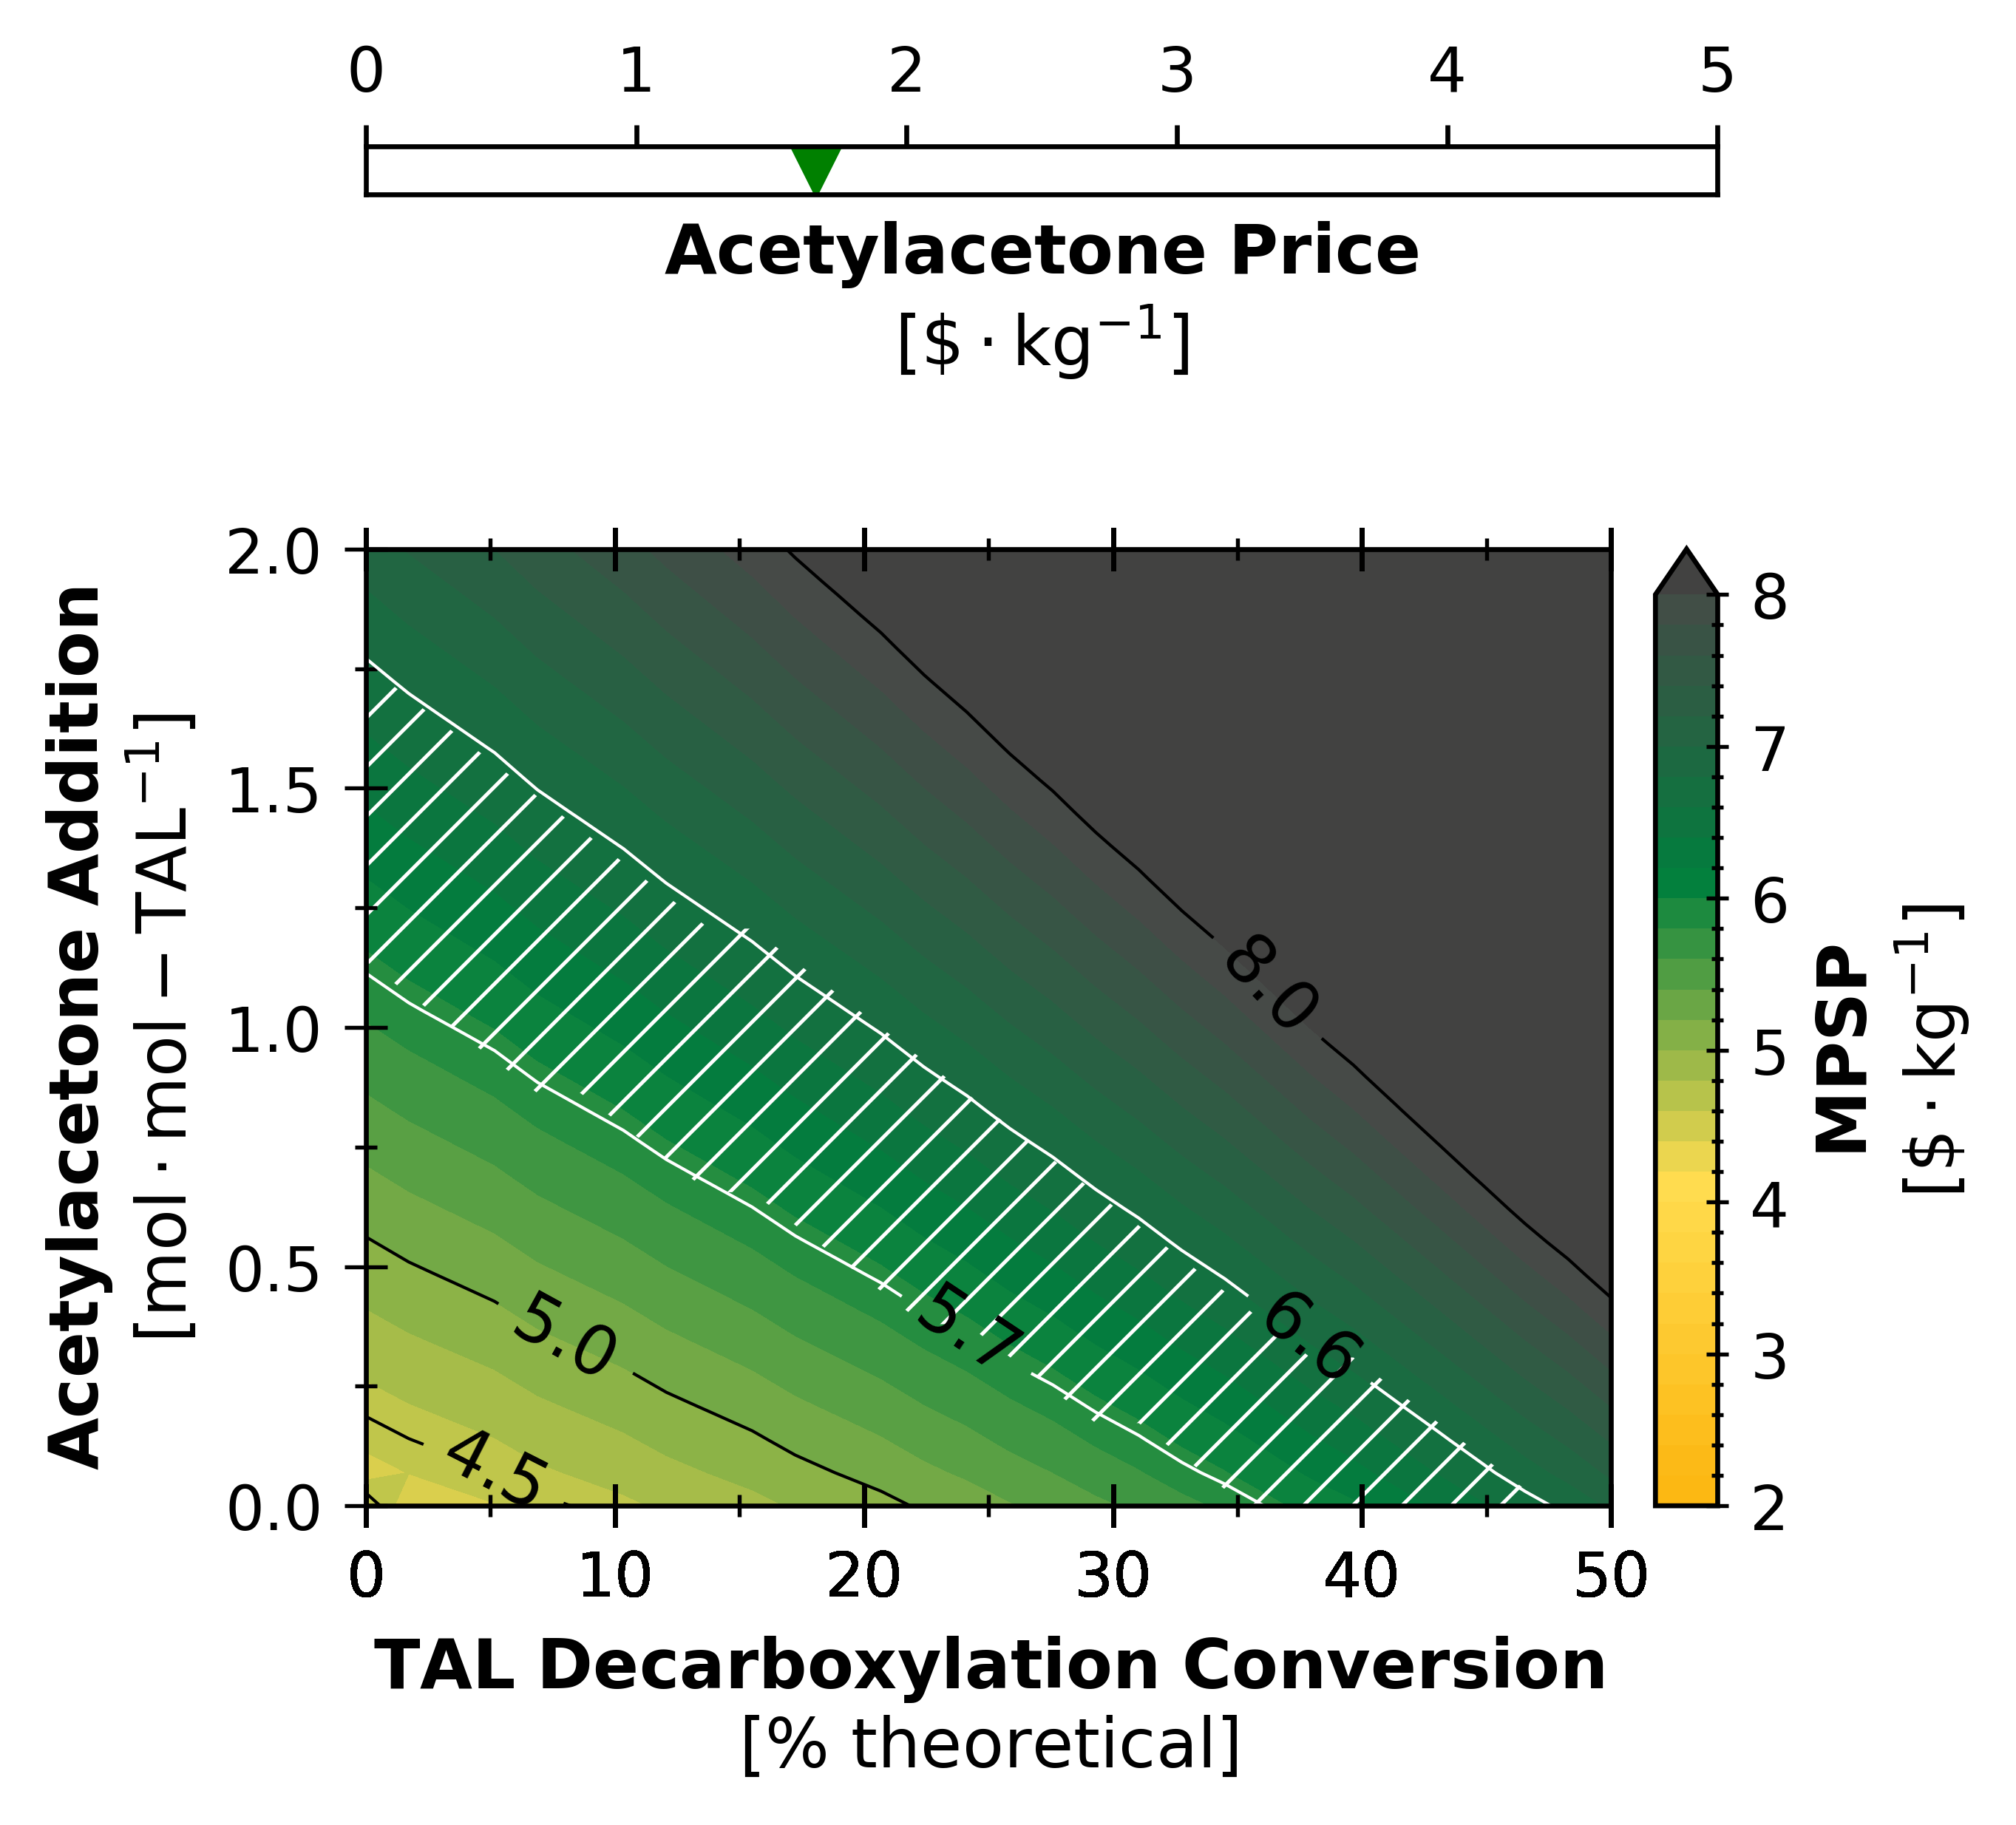 0 1 2 3 4 5
Acetylacetone Price
[$ · kg⁻¹]
Acetylacetone Addition
[mol · mol − TAL⁻¹]
2.0
1.5
1.0
0.5
0.0
8.0
6.6
5.7
5.0
4.5
0 10 20 30 40 50
TAL Decarboxylation Conversion
[% theoretical]
8
7
6
5
4
3
2
MPSP
[$ · kg⁻¹]